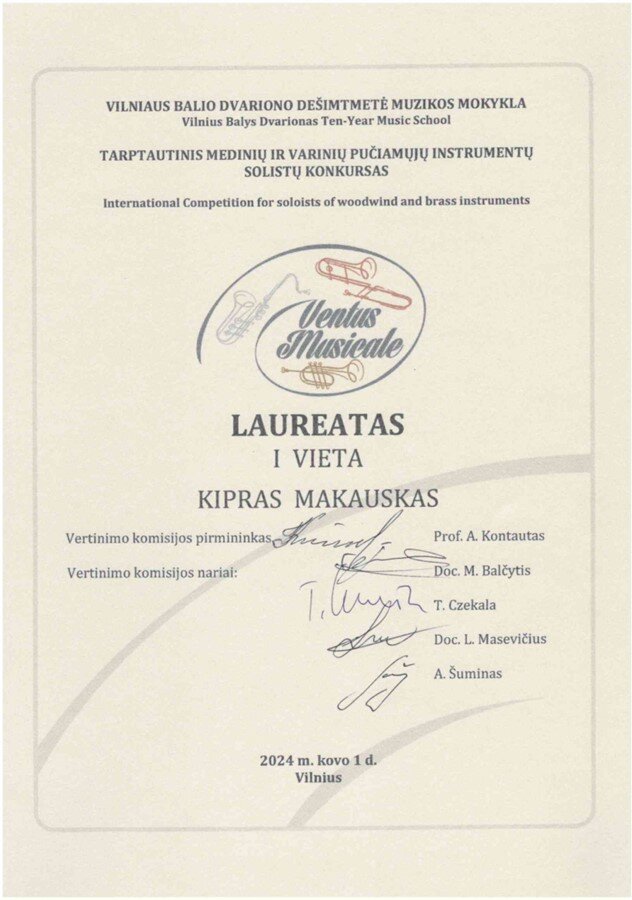 VILNIAUS BALIO DVARIONO DEŠIMTMETĖ MUZIKOS MOKYKLA
Vilnius Balys Dvarionas Ten-Year Music School
TARPTAUTINIS MEDINIŲ IR VARINIŲ PUČIAMŲJŲ INSTRUMENTŲ
SOLISTŲ KONKURSAS
International Competition for soloists of woodwind and brass instruments
Ventus
Musicale
LAUREATAS
I VIETA
KIPRAS MAKAUSKAS
Vertinimo komisijos pirmininkas Prof. A. Kontautas
Vertinimo komisijos nariai: Doc. M. Balčytis
T. Czekala
Doc. L. Masevičius
A. Šuminas
2024 m. kovo 1 d.
Vilnius